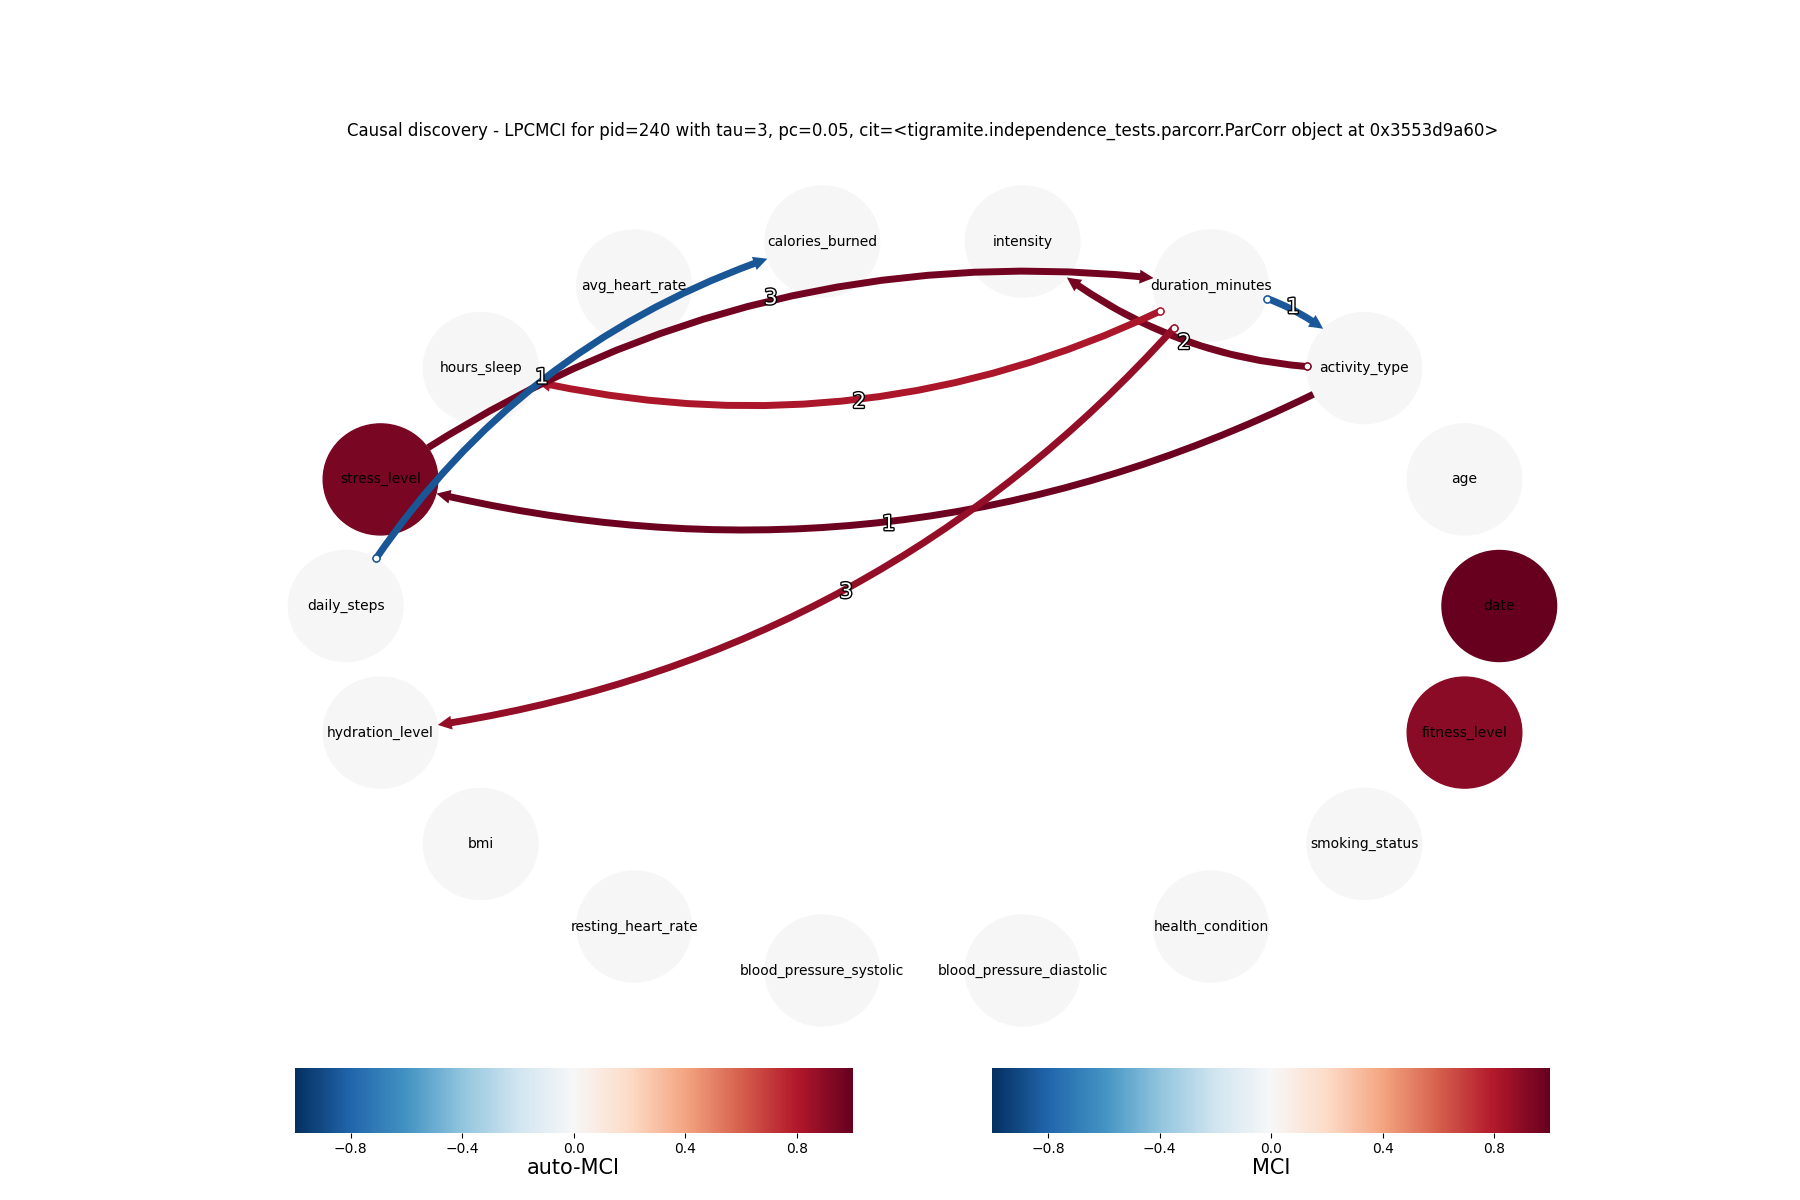 Causal discovery - LPCMCI for pid=240 with tau=3, pc=0.05, cit=<tigramite.independence_tests.parcorr.ParCorr object at 0x3553d9a60>
calories_burned
intensity
avg_heart_rate
duration_minutes
3
1
2
hours_sleep
activity_type
1
2
stress_level
age
1
3
daily_steps
date
hydration_level
fitness_level
bmi
smoking_status
resting_heart_rate
health_condition
blood_pressure_systolic
blood_pressure_diastolic
−0.8 −0.4 0.0 0.4 0.8
auto-MCI
−0.8 −0.4 0.0 0.4 0.8
MCI